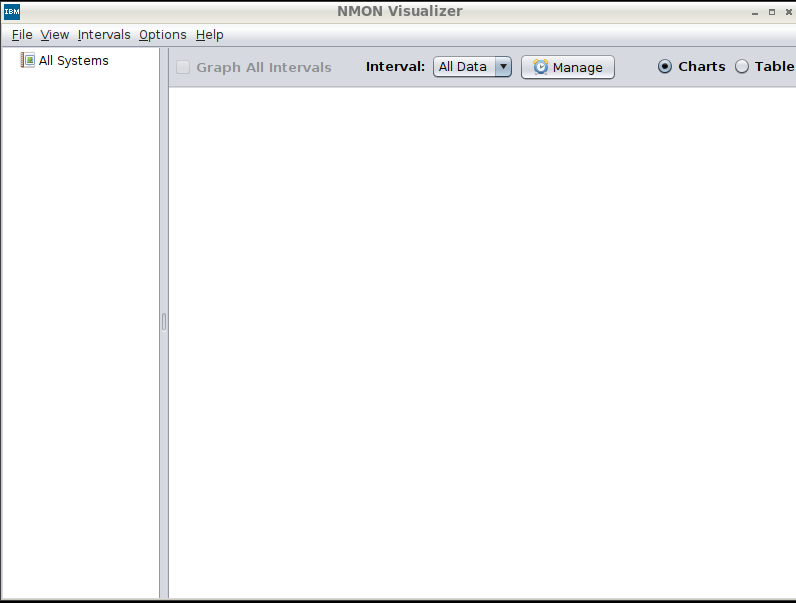 IBM
NMON Visualizer
File View Intervals Options Help
All Systems
Graph All Intervals Interval: All Data Manage Charts Table